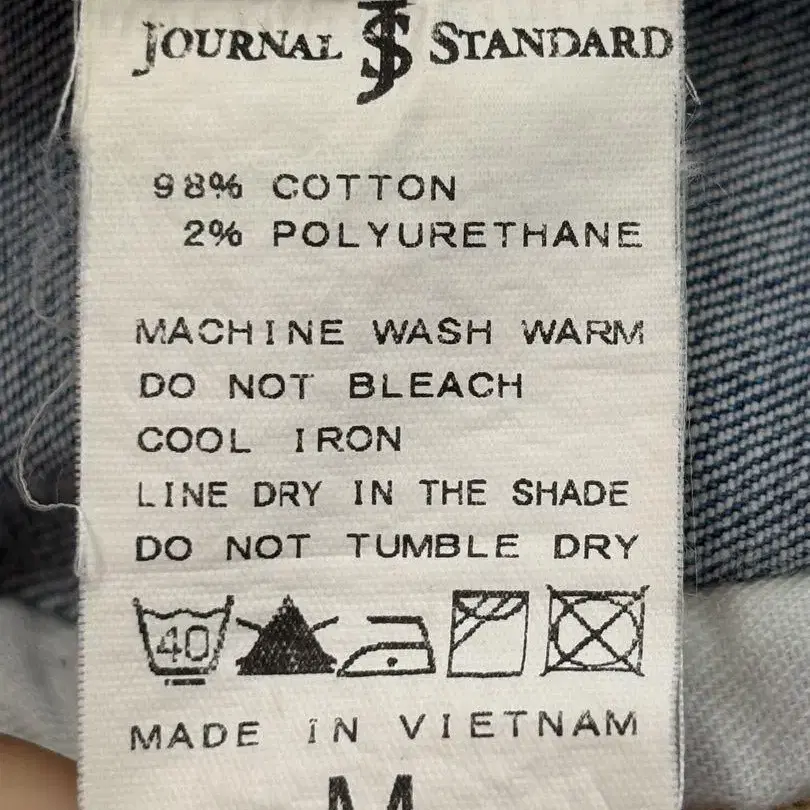 JOURNAL JS STANDARD
98% COTTON
2% POLYURETHANE
MACHINE WASH WARM
DO NOT BLEACH
COOL IRON
LINE DRY IN THE SHADE
DO NOT TUMBLE DRY
40
MADE IN VIETNAM
M